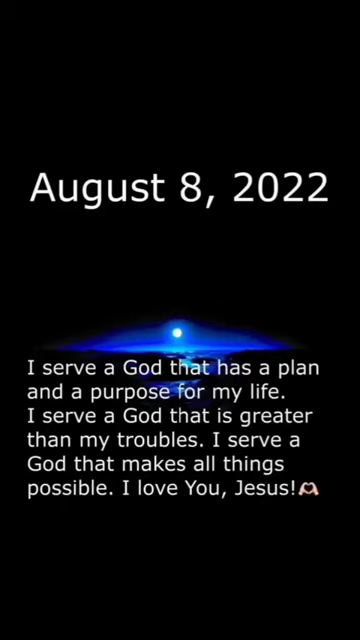 August 8, 2022
I serve a God that has a plan
and a purpose for my life.
I serve a God that is greater
than my troubles. I serve a
God that makes all things
possible. I love You, Jesus!🫶🏻